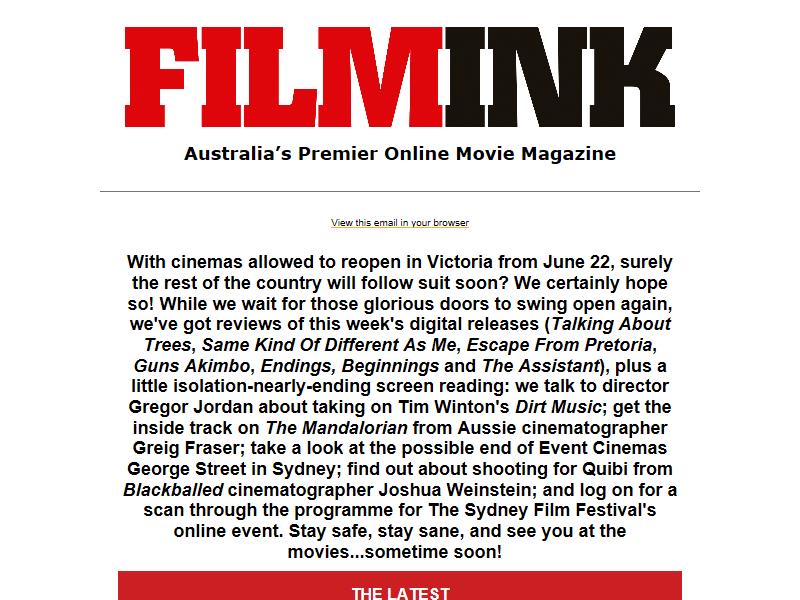 FILMINK
Australia’s Premier Online Movie Magazine
View this email in your browser
With cinemas allowed to reopen in Victoria from June 22, surely
the rest of the country will follow suit soon? We certainly hope
so! While we wait for those glorious doors to swing open again,
we've got reviews of this week's digital releases (Talking About
Trees, Same Kind Of Different As Me, Escape From Pretoria,
Guns Akimbo, Endings, Beginnings and The Assistant), plus a
little isolation-nearly-ending screen reading: we talk to director
Gregor Jordan about taking on Tim Winton's Dirt Music; get the
inside track on The Mandalorian from Aussie cinematographer
Greig Fraser; take a look at the possible end of Event Cinemas
George Street in Sydney; find out about shooting for Quibi from
Blackballed cinematographer Joshua Weinstein; and log on for a
scan through the programme for The Sydney Film Festival's
online event. Stay safe, stay sane, and see you at the
movies...sometime soon!
THE LATEST